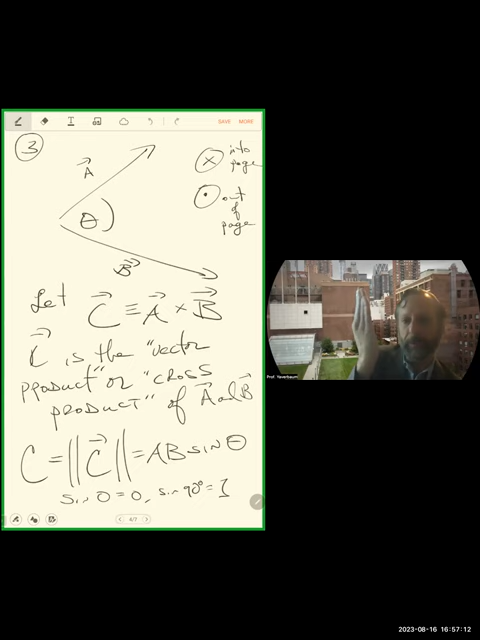 SAVE MORE
3
A
into
page
θ
out
of
page
B
Let C ≡ A × B
C is the "vector
product" or "cross
product" of A and B
C = ||C|| = AB sin θ
sin 0 = 0, sin 90° = 1
4/7
Prof. Yaverbaum
2023-08-16 16:57:12